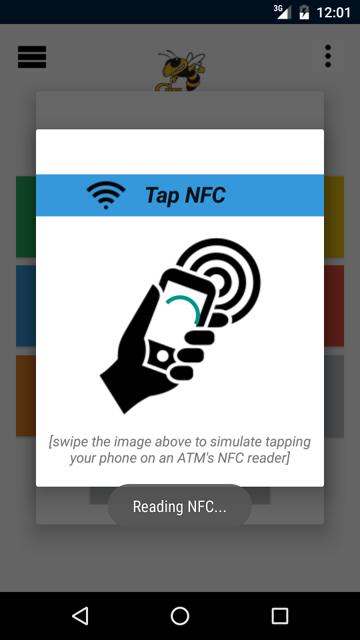 3G
12:01
Tap NFC
[swipe the image above to simulate tapping
your phone on an ATM's NFC reader]
Reading NFC...